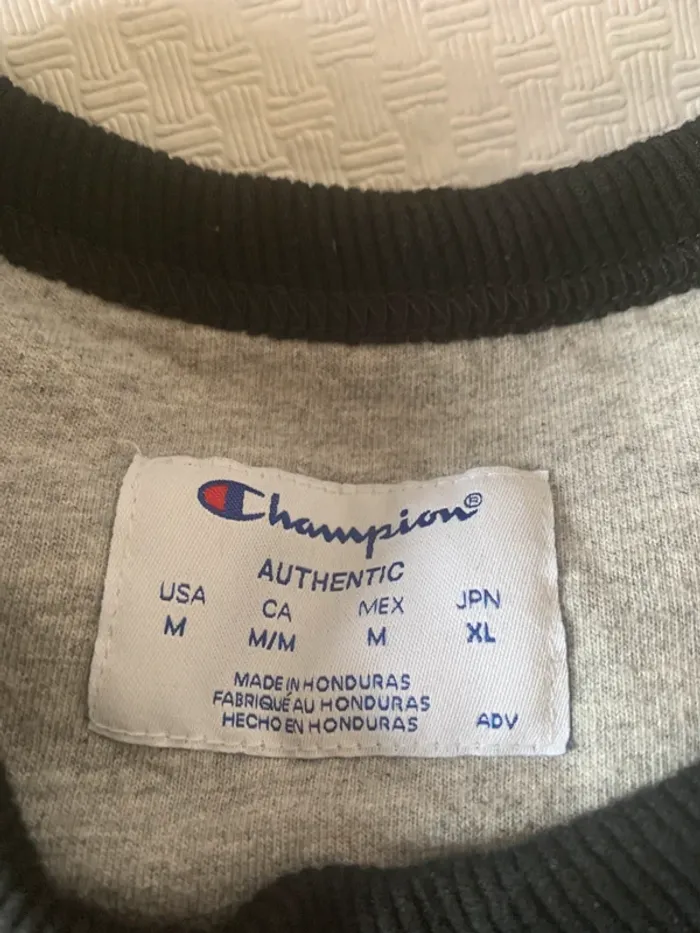 Champion®
AUTHENTIC
USA CA MEX JPN
M M/M M XL
MADE IN HONDURAS
FABRIQUÉ AU HONDURAS
HECHO EN HONDURAS ADV